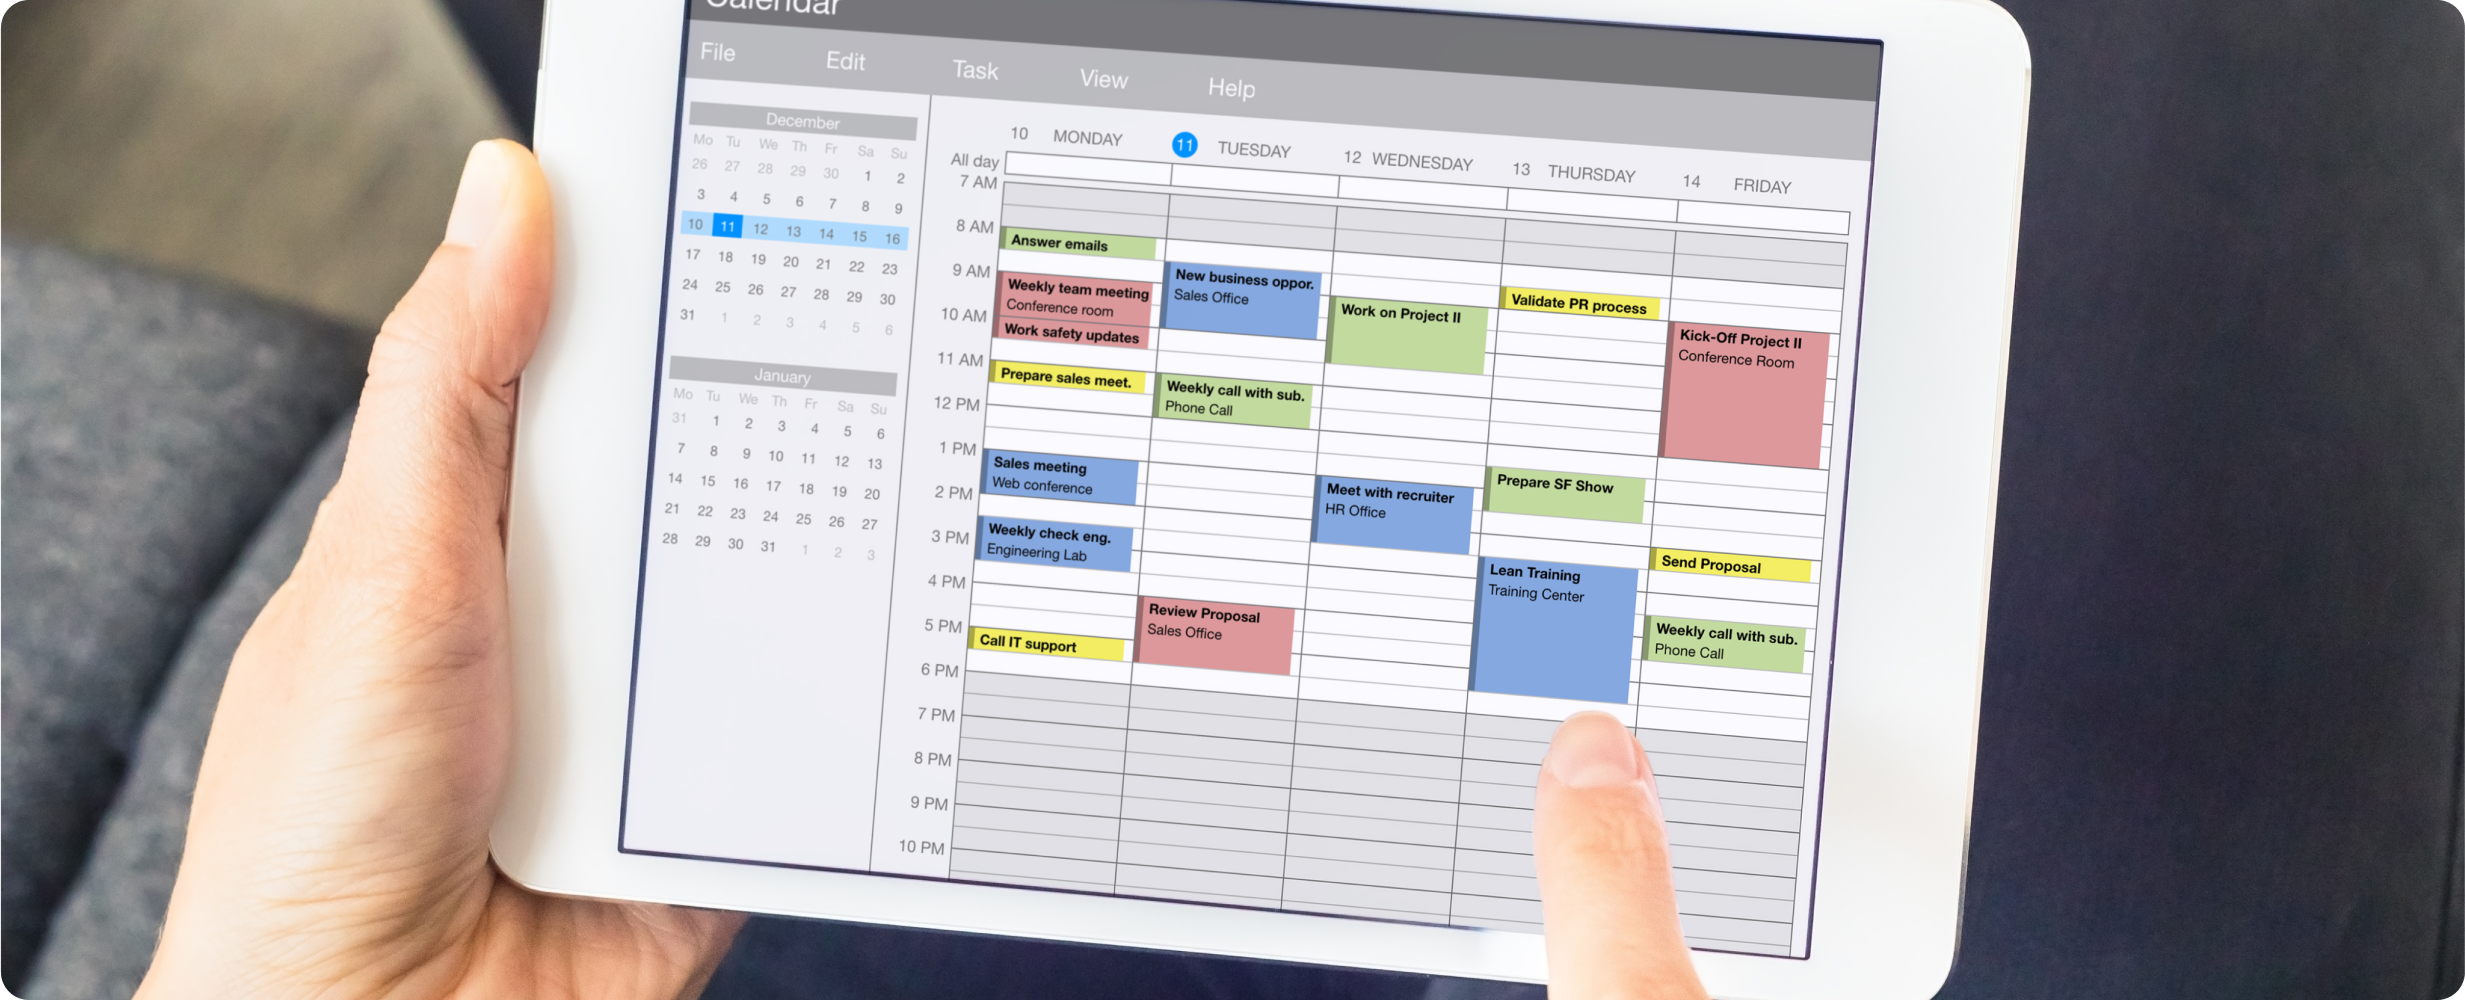 Calendar
File Edit Task View Help
December
Mo Tu We Th Fr Sa Su
26 27 28 29 30 1 2
3 4 5 6 7 8 9
10 11 12 13 14 15 16
17 18 19 20 21 22 23
24 25 26 27 28 29 30
31 1 2 3 4 5 6
January
Mo Tu We Th Fr Sa Su
31 1 2 3 4 5 6
7 8 9 10 11 12 13
14 15 16 17 18 19 20
21 22 23 24 25 26 27
28 29 30 31 1 2 3
10 MONDAY 11 TUESDAY 12 WEDNESDAY 13 THURSDAY 14 FRIDAY
All day
7 AM
8 AM
9 AM
10 AM
11 AM
12 PM
1 PM
2 PM
3 PM
4 PM
5 PM
6 PM
7 PM
8 PM
9 PM
10 PM
Answer emails
Weekly team meeting
Conference room
Work safety updates
Prepare sales meet.
Sales meeting
Web conference
Weekly check eng.
Engineering Lab
Call IT support
New business oppor.
Sales Office
Weekly call with sub.
Phone Call
Review Proposal
Sales Office
Work on Project II
Meet with recruiter
HR Office
Validate PR process
Prepare SF Show
Lean Training
Training Center
Kick-Off Project II
Conference Room
Send Proposal
Weekly call with sub.
Phone Call